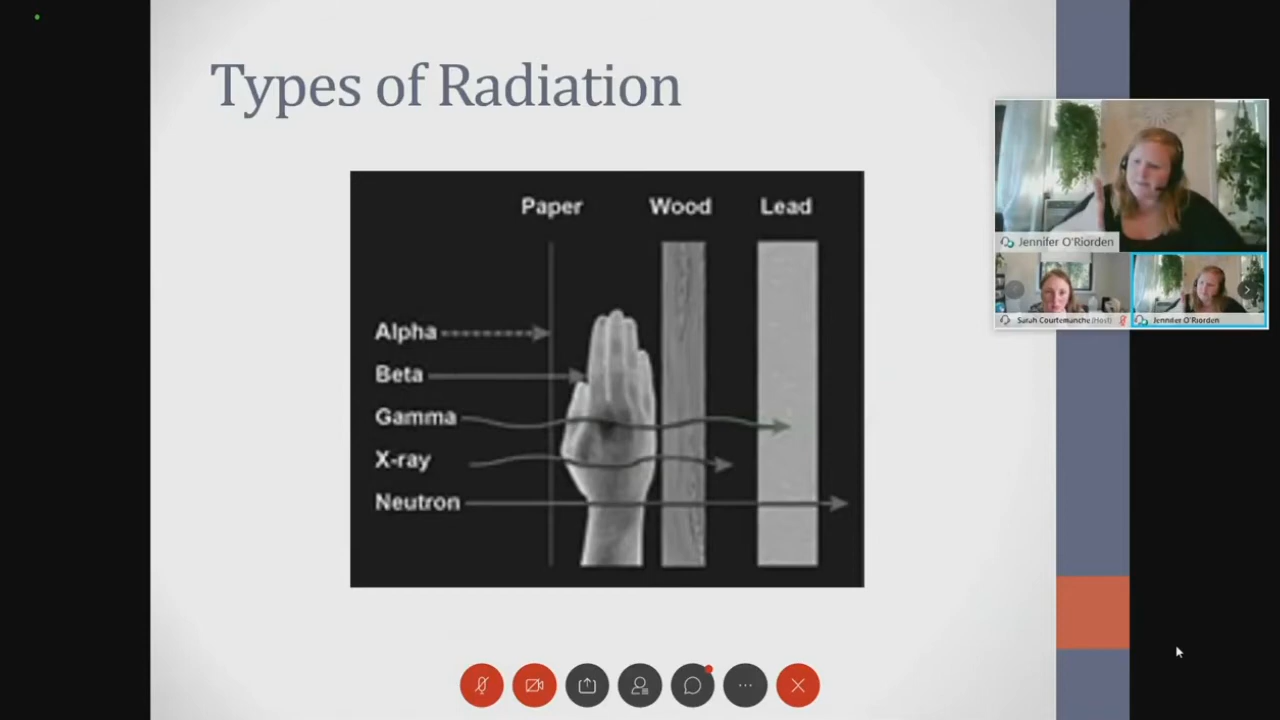 Types of Radiation
Paper Wood Lead
Alpha
Beta
Gamma
X-ray
Neutron
Jennifer O'Riorden
Sarah Courtemanche (Host)
Jennifer O'Riorden